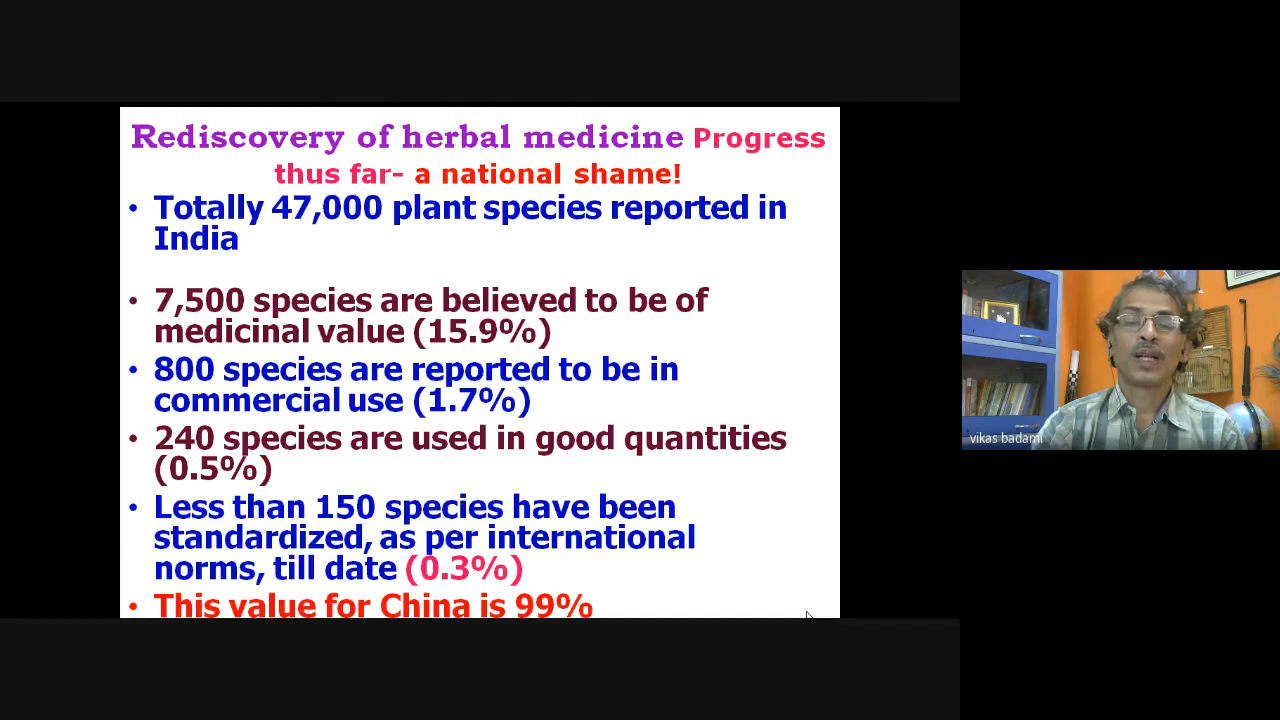 Rediscovery of herbal medicine Progress
thus far- a national shame!
• Totally 47,000 plant species reported in
India
• 7,500 species are believed to be of
medicinal value (15.9%)
• 800 species are reported to be in
commercial use (1.7%)
• 240 species are used in good quantities
(0.5%)
• Less than 150 species have been
standardized, as per international
norms, till date (0.3%)
• This value for China is 99%
vikas badami